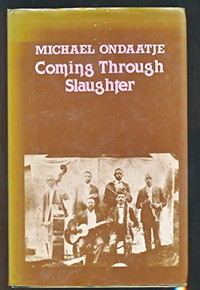 MICHAEL ONDAATJE
Coming Through
Slaughter